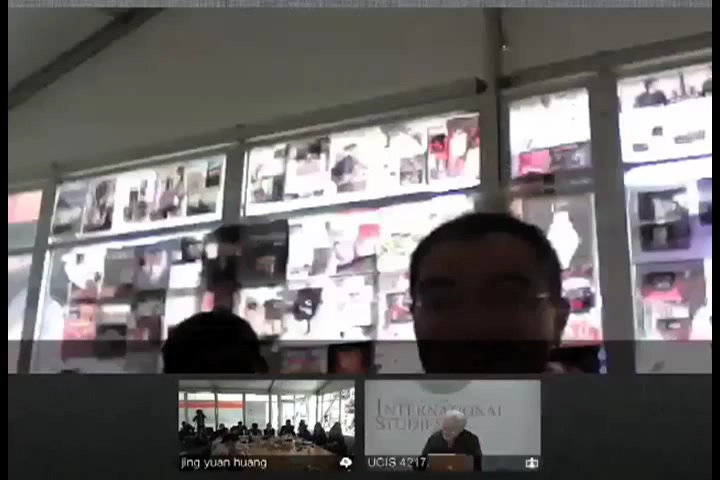 INTERNATIONAL
STUDIES
jing yuan huang
UCIS 4217